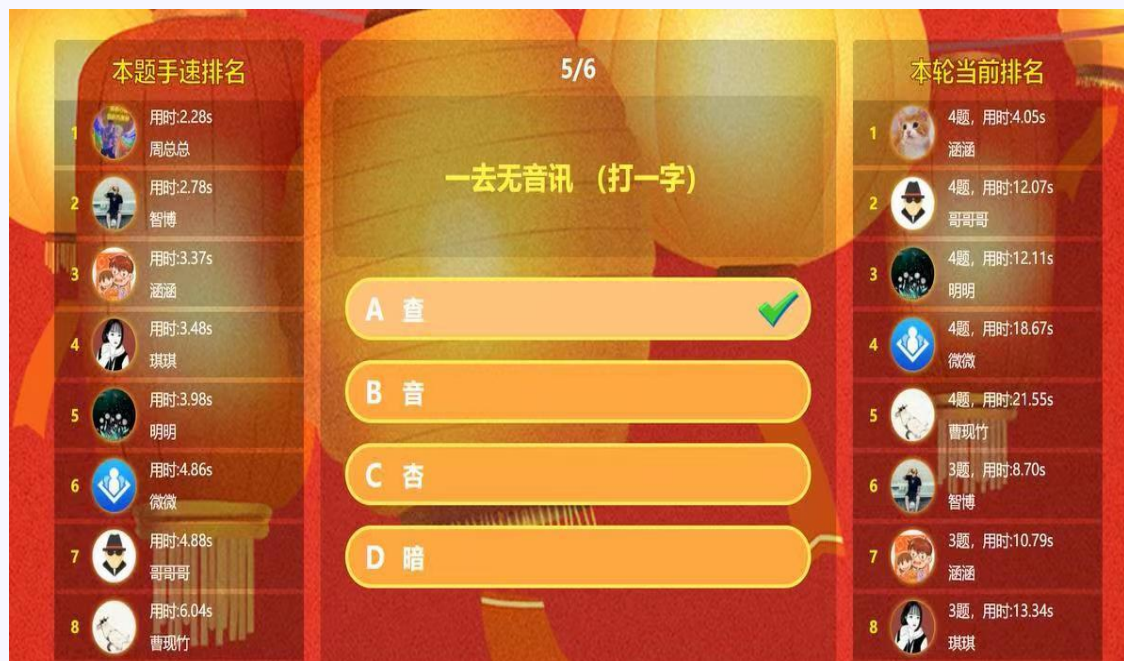 本题手速排名
1
用时:2.28s
周总总
2
用时:2.78s
智博
3
用时:3.37s
涵涵
4
用时:3.48s
琪琪
5
用时:3.98s
明明
6
用时:4.86s
微微
7
用时:4.88s
哥哥哥
8
用时:6.04s
曹现竹
5/6
一去无音讯 (打一字)
A 查
B 音
C 杏
D 暗
本轮当前排名
1
4题，用时:4.05s
涵涵
2
4题，用时:12.07s
哥哥哥
3
4题，用时:12.11s
明明
4
4题，用时:18.67s
微微
5
4题，用时:21.55s
曹现竹
6
3题，用时:8.70s
智博
7
3题，用时:10.79s
涵涵
8
3题，用时:13.34s
琪琪